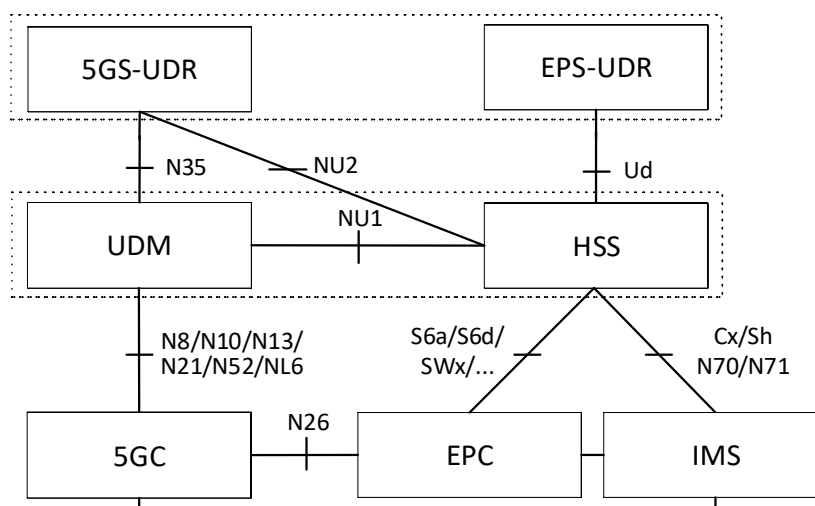 5GS-UDR
EPS-UDR
N35
NU2
Ud
NU1
UDM
HSS
N8/N10/N13/
N21/N52/NL6
S6a/S6d/
SWx/...
Cx/Sh
N70/N71
N26
5GC
EPC
IMS